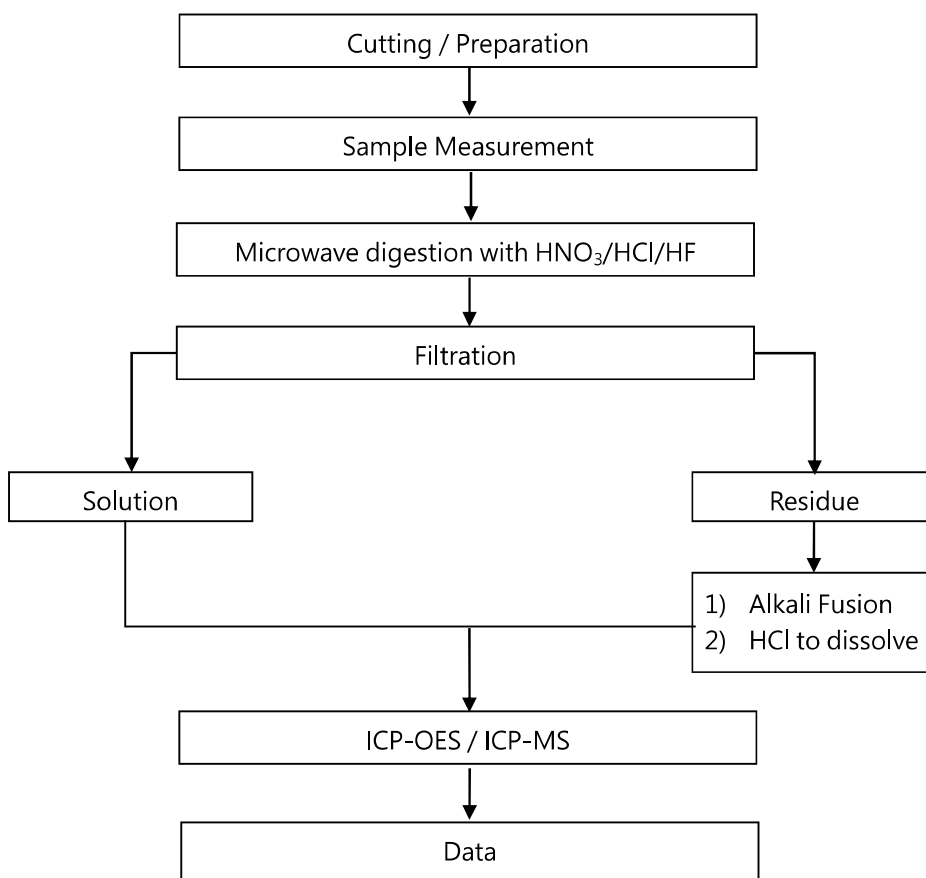 Cutting / Preparation
Sample Measurement
Microwave digestion with HNO₃/HCl/HF
Filtration
Solution
Residue
1) Alkali Fusion
2) HCl to dissolve
ICP-OES / ICP-MS
Data